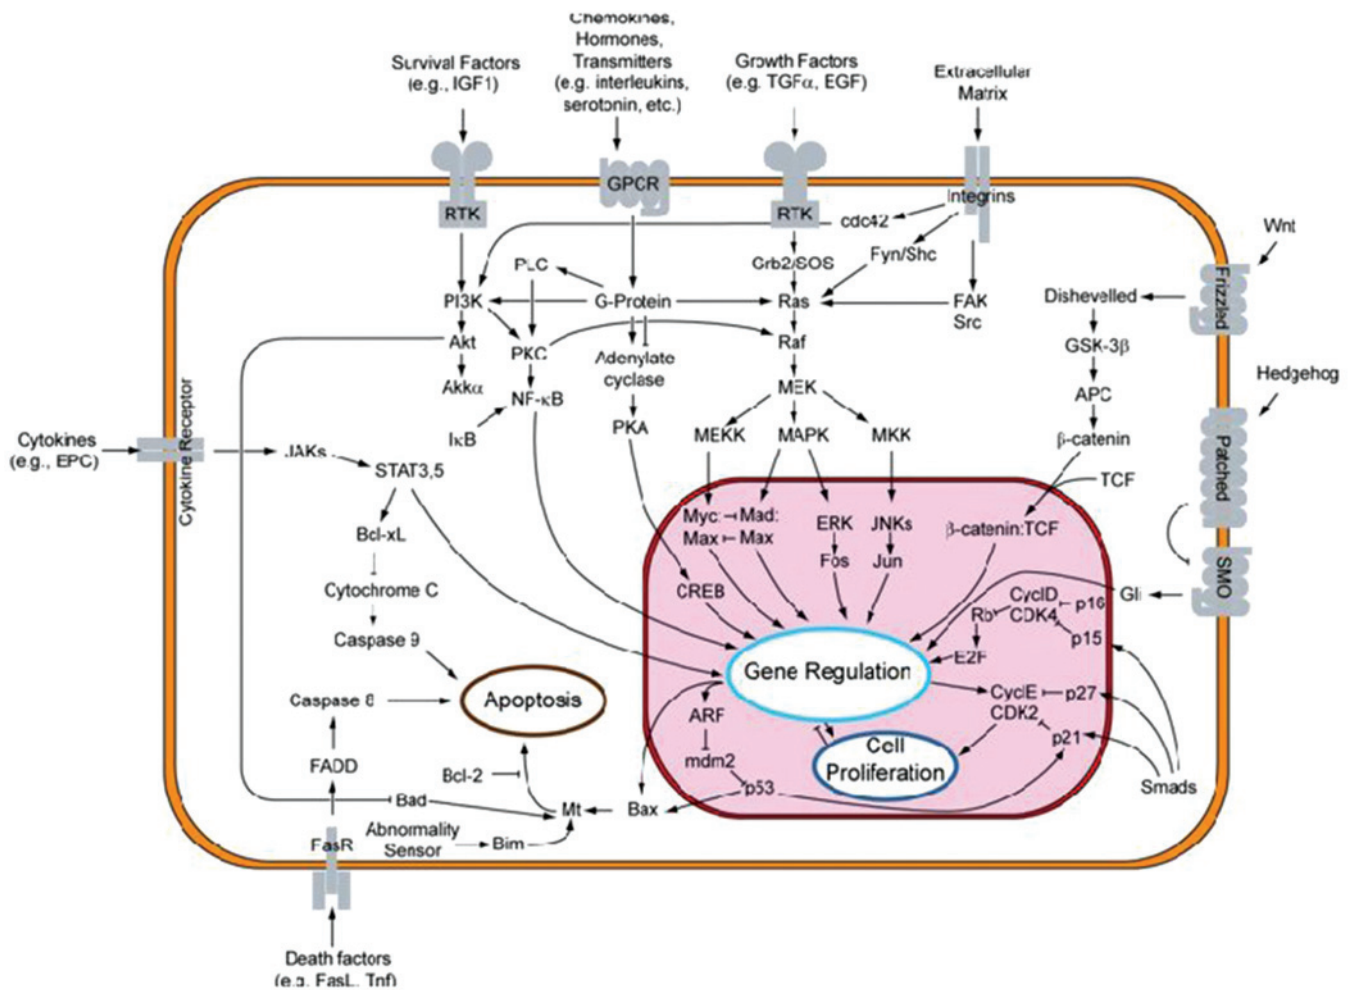 Chemokines,
Hormones,
Transmitters
(e.g. interleukins,
serotonin, etc.)
Survival Factors
(e.g., IGF1)
Growth Factors
(e.g. TGFα, EGF)
Extracellular
Matrix
GPCR
RTK
RTK
Integrins
cdc42
Wnt
Grb2/SOS
Fyn/Shc
PLC
Frizzled
PI3K
G-Protein
Ras
FAK
Src
Dishevelled
Akt
PKC
Raf
GSK-3β
Adenylate
cyclase
Akkα
MEK
APC
Hedgehog
NF-κB
IκB
PKA
MEKK
MAPK
MKK
β-catenin
Cytokines
(e.g., EPC)
Cytokine Receptor
JAKs
STAT3,5
TCF
Patched
Myc:
Mad:
Max
Max
ERK
JNKs
β-catenin:TCF
Bcl-xL
Fos
Jun
Cytochrome C
CREB
CyclD
CDK4
p16
Gli
SMO
Rb
p15
Caspase 9
E2F
Gene Regulation
Caspase 8
Apoptosis
CyclE
CDK2
p27
ARF
p21
mdm2
Cell
Proliferation
FADD
Bcl-2
p53
Smads
Bad
Mt
Bax
Abnormality
Sensor
Bim
FasR
Death factors
(e.g. FasL, Tnf)